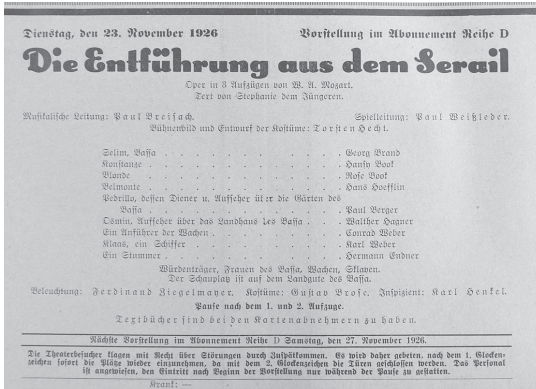 Dienstag, den 23. November 1926 Vorstellung im Abonnement Reihe D
Die Entführung aus dem Serail
Oper in 3 Aufzügen von W. A. Mozart.
Text von Stephanie dem Jüngeren.
Musikalische Leitung: Paul Breisach. Spielleitung: Paul Weißleder.
Bühnenbild und Entwurf der Kostüme: Torsten Hecht.
Selim, Bassa . . . . . . . . . . . Georg Brand
Konstanze . . . . . . . . . . . Hansy Book
Blonde . . . . . . . . . . . Rose Book
Belmonte . . . . . . . . . . . Hans Hoefflin
Pedrillo, dessen Diener u. Aufseher über die Gärten des
Bassa . . . . . . . . . . . Paul Berger
Osmin, Aufseher über das Landhaus des Bassa . . Walther Hagner
Ein Anführer der Wachen . . . . . . . Conrad Weber
Klaas, ein Schiffer . . . . . . . . . Karl Weber
Ein Stummer . . . . . . . . . . . Hermann Endner
Würdenträger, Frauen des Bassa, Wachen, Sklaven.
Der Schauplatz ist auf dem Landgute des Bassa.
Beleuchtung: Ferdinand Ziegelmayer. Kostüme: Gustav Brose. Inspizient: Karl Henkel.
Pause nach dem 1. und 2. Aufzuge.
Textbücher sind bei den Kartenabnehmern zu haben.
Nächste Vorstellung im Abonnement Reihe D Samstag, den 27. November 1926.
Die Theaterbesucher klagen mit Recht über Störungen durch Zuspätkommen. Es wird daher gebeten, nach dem 1. Glocken-
zeichen sofort die Plätze wieder einzunehmen, da mit dem 2. Glockenzeichen die Türen geschlossen werden. Das Personal
ist angewiesen, den Eintritt nach Beginn der Vorstellung nur während der Pause zu gestatten.
Krank: —